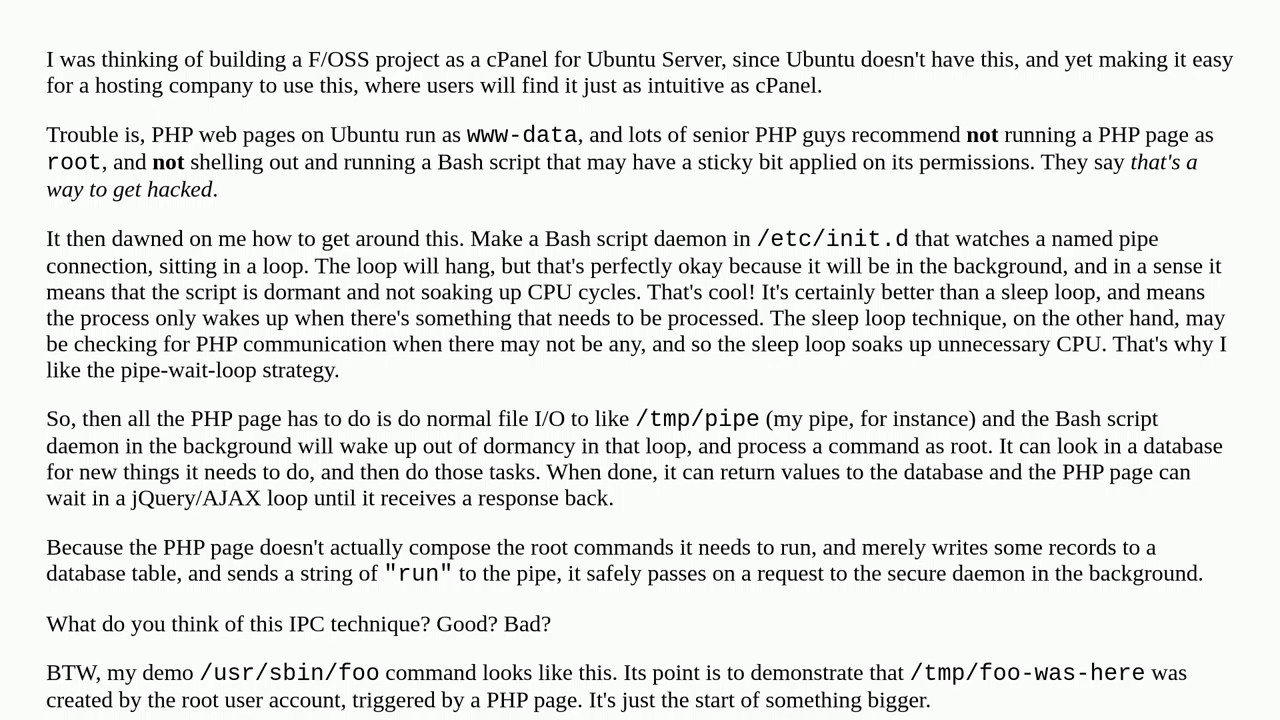 I was thinking of building a F/OSS project as a cPanel for Ubuntu Server, since Ubuntu doesn't have this, and yet making it easy
for a hosting company to use this, where users will find it just as intuitive as cPanel.
Trouble is, PHP web pages on Ubuntu run as www-data, and lots of senior PHP guys recommend not running a PHP page as
root, and not shelling out and running a Bash script that may have a sticky bit applied on its permissions. They say that's a
way to get hacked.
It then dawned on me how to get around this. Make a Bash script daemon in /etc/init.d that watches a named pipe
connection, sitting in a loop. The loop will hang, but that's perfectly okay because it will be in the background, and in a sense it
means that the script is dormant and not soaking up CPU cycles. That's cool! It's certainly better than a sleep loop, and means
the process only wakes up when there's something that needs to be processed. The sleep loop technique, on the other hand, may
be checking for PHP communication when there may not be any, and so the sleep loop soaks up unnecessary CPU. That's why I
like the pipe-wait-loop strategy.
So, then all the PHP page has to do is do normal file I/O to like /tmp/pipe (my pipe, for instance) and the Bash script
daemon in the background will wake up out of dormancy in that loop, and process a command as root. It can look in a database
for new things it needs to do, and then do those tasks. When done, it can return values to the database and the PHP page can
wait in a jQuery/AJAX loop until it receives a response back.
Because the PHP page doesn't actually compose the root commands it needs to run, and merely writes some records to a
database table, and sends a string of "run" to the pipe, it safely passes on a request to the secure daemon in the background.
What do you think of this IPC technique? Good? Bad?
BTW, my demo /usr/sbin/foo command looks like this. Its point is to demonstrate that /tmp/foo-was-here was
created by the root user account, triggered by a PHP page. It's just the start of something bigger.